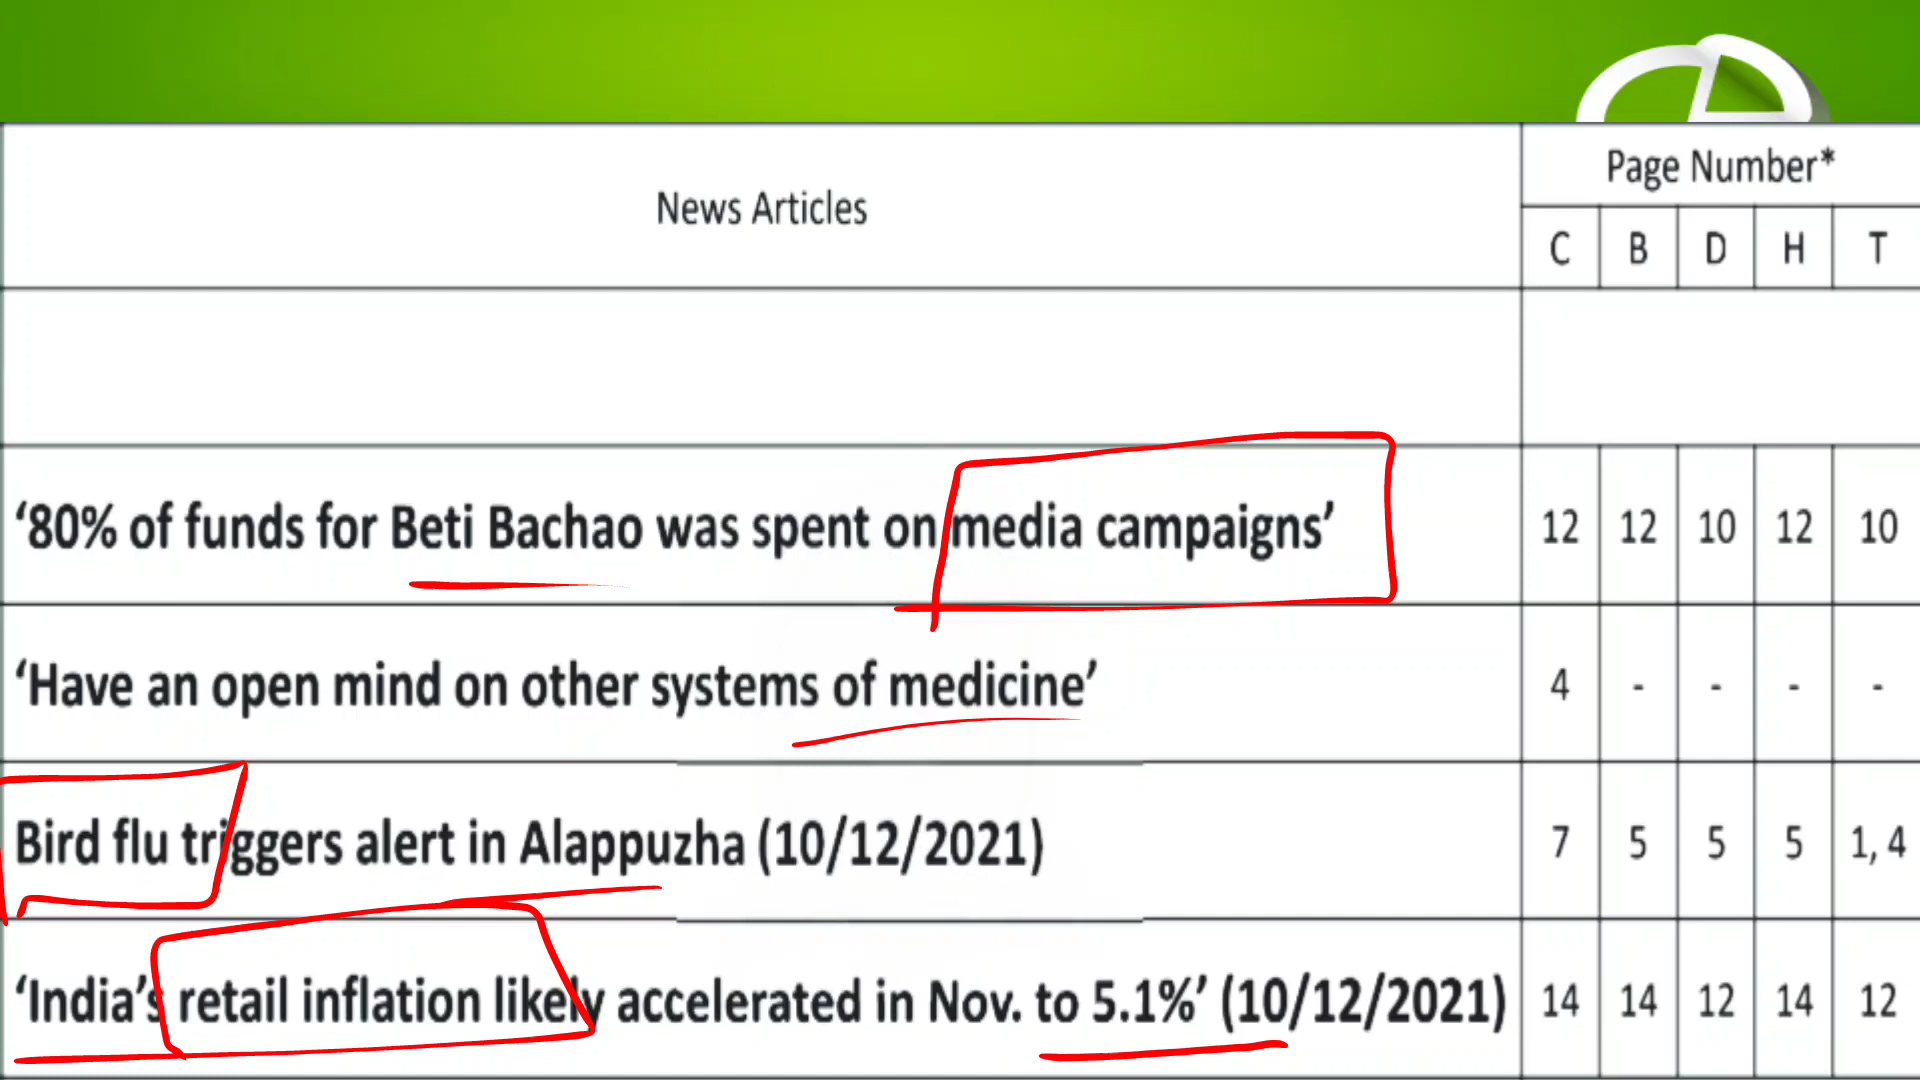 News Articles
Page Number*
C B D H T
‘80% of funds for Beti Bachao was spent on media campaigns’ 12 12 10 12 10
‘Have an open mind on other systems of medicine’ 4 - - - -
Bird flu triggers alert in Alappuzha (10/12/2021) 7 5 5 5 1, 4
‘India’s retail inflation likely accelerated in Nov. to 5.1%’ (10/12/2021) 14 14 12 14 12